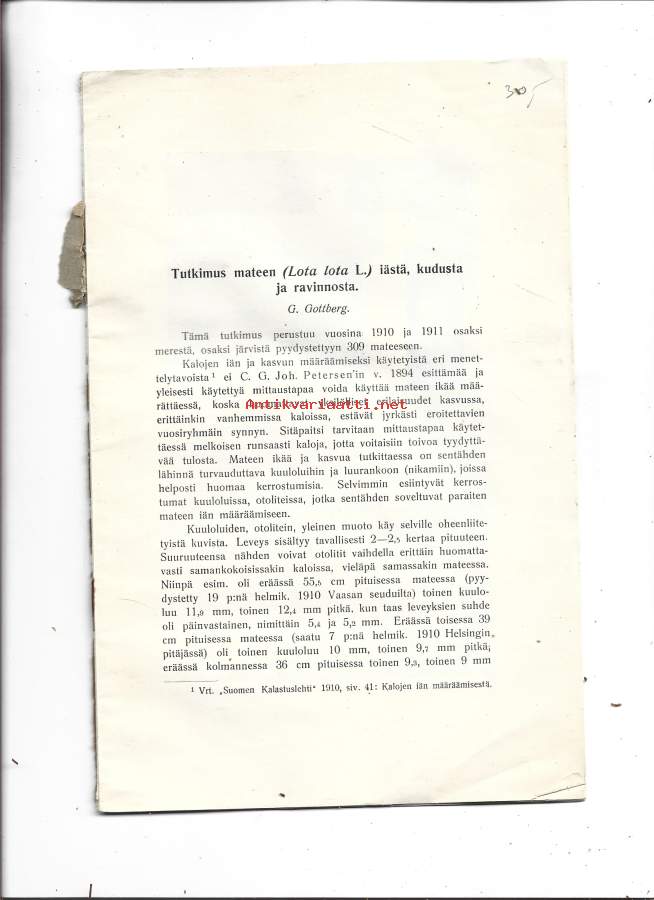 30,-
Tutkimus mateen (Lota lota L.) iästä, kudusta
ja ravinnosta.
G. Gottberg.
Tämä tutkimus perustuu vuosina 1910 ja 1911 osaksi
merestä, osaksi järvistä pyydystettyyn 309 mateeseen.
Kalojen iän ja kasvun määräämiseksi käytetyistä eri menet-
telytavoista¹ ei C. G. Joh. Petersen'in v. 1894 esittämää ja
yleisesti käytettyä mittaustapaa voida käyttää mateen ikää mää-
rättäessä, koska yksilölliset erilaisuudet kasvussa,
Antikvariaatti.net
erittäinkin vanhemmissa kaloissa, estävät jyrkästi eroitettavien
vuosiryhmäin synnyn. Sitäpaitsi tarvitaan mittaustapaa käytet-
täessä melkoisen runsaasti kaloja, jotta voitaisiin toivoa tyydyttä-
vää tulosta. Mateen ikää ja kasvua tutkittaessa on sentähden
lähinnä turvauduttava kuuloluihin ja luurankoon (nikamiin), joissa
helposti huomaa kerrostumisia. Selvimmin esiintyvät kerros-
tumat kuuloluissa, otoliteissa, jotka sentähden soveltuvat paraiten
mateen iän määräämiseen.
Kuuloluiden, otolitein, yleinen muoto käy selville oheenliite-
tyistä kuvista. Leveys sisältyy tavallisesti 2—2,5 kertaa pituuteen.
Suuruuteensa nähden voivat otolitit vaihdella erittäin huomatta-
vasti samankokoisissakin kaloissa, vieläpä samassakin mateessa.
Niinpä esim. oli eräässä 55,5 cm pituisessa mateessa (pyy-
dystetty 19 p:nä helmik. 1910 Vaasan seuduilta) toinen kuulo-
luu 11,9 mm, toinen 12,4 mm pitkä, kun taas leveyksien suhde
oli päinvastainen, nimittäin 5,4 ja 5,2 mm. Eräässä toisessa 39
cm pituisessa mateessa (saatu 7 p:nä helmik. 1910 Helsingin
pitäjässä) oli toinen kuuloluu 10 mm, toinen 9,7 mm pitkä;
eräässä kolmannessa 36 cm pituisessa toinen 9,3, toinen 9 mm
¹ Vrt. „Suomen Kalastuslehti" 1910, siv. 41: Kalojen iän määräämisestä.